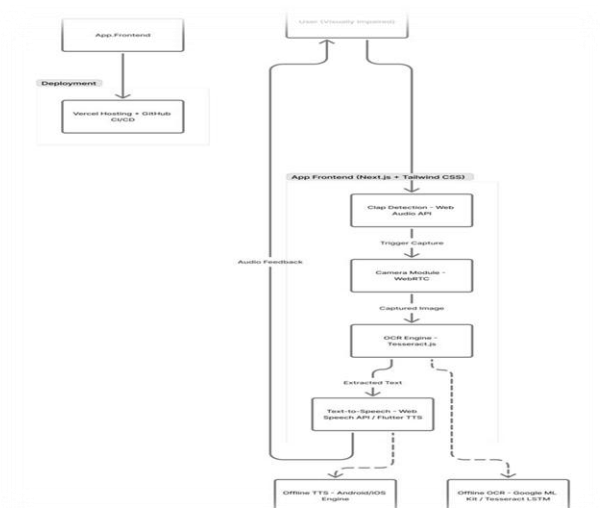 User (Visually Impaired)
App.Frontend
Deployment
Vercel Hosting + GitHub
CI/CD
App Frontend (Next.js + Tailwind CSS)
Clap Detection - Web
Audio API
Trigger Capture
Audio Feedback
Camera Module -
WebRTC
Captured Image
OCR Engine -
Tesseract.js
Extracted Text
Text-to-Speech - Web
Speech API / Flutter TTS
Offline TTS - Android/iOS
Engine
Offline OCR - Google ML
Kit / Tesseract LSTM